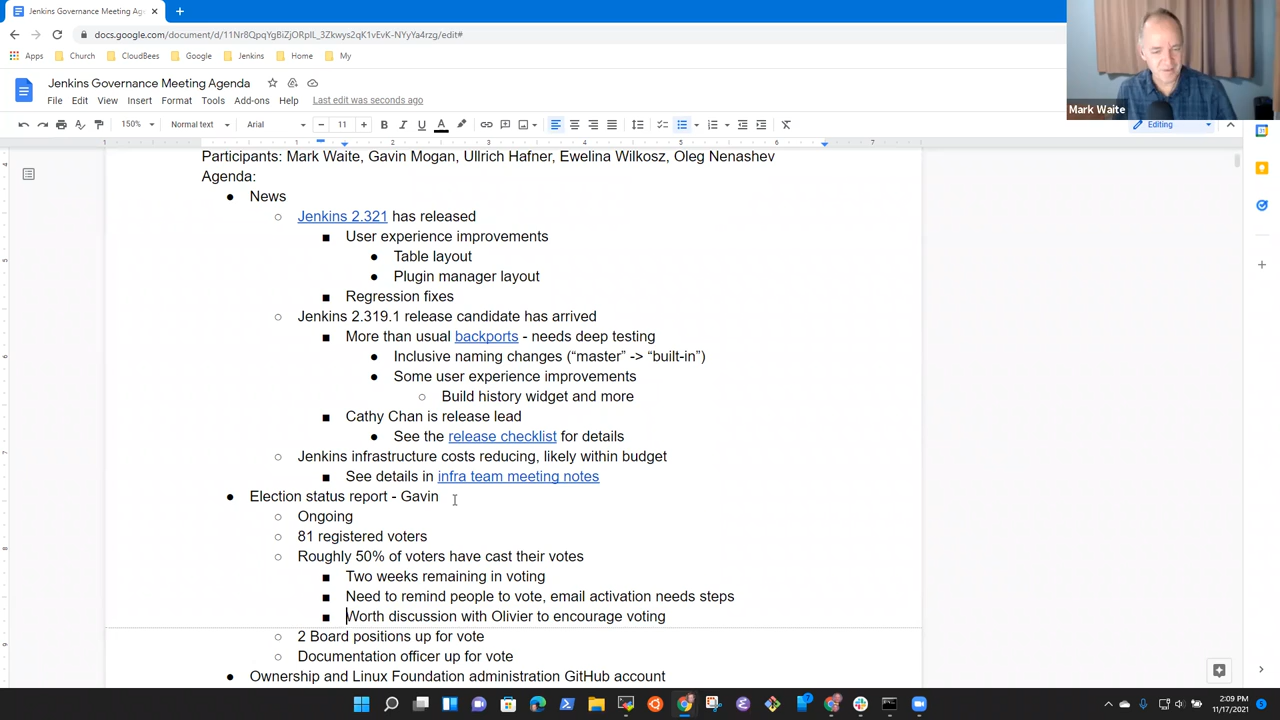 Jenkins Governance Meeting Ag
docs.google.com/document/d/11Nr8QpqYgBiZjORpIL_3Zkwys2qK1vEvK-NYyYa4rzg/edit#
Apps Church CloudBees Google Jenkins Home My
Mark Waite
Jenkins Governance Meeting Agenda
File Edit View Insert Format Tools Add-ons Help Last edit was seconds ago
150% Normal text Arial 11 Editing
Participants: Mark Waite, Gavin Mogan, Ullrich Hafner, Ewelina Wilkosz, Oleg Nenashev
Agenda:
● News
○ Jenkins 2.321 has released
■ User experience improvements
● Table layout
● Plugin manager layout
■ Regression fixes
○ Jenkins 2.319.1 release candidate has arrived
■ More than usual backports - needs deep testing
● Inclusive naming changes (“master” -> “built-in”)
● Some user experience improvements
○ Build history widget and more
■ Cathy Chan is release lead
● See the release checklist for details
○ Jenkins infrastructure costs reducing, likely within budget
■ See details in infra team meeting notes
● Election status report - Gavin
○ Ongoing
○ 81 registered voters
○ Roughly 50% of voters have cast their votes
■ Two weeks remaining in voting
■ Need to remind people to vote, email activation needs steps
■ Worth discussion with Olivier to encourage voting
○ 2 Board positions up for vote
○ Documentation officer up for vote
● Ownership and Linux Foundation administration GitHub account
2:09 PM
11/17/2021